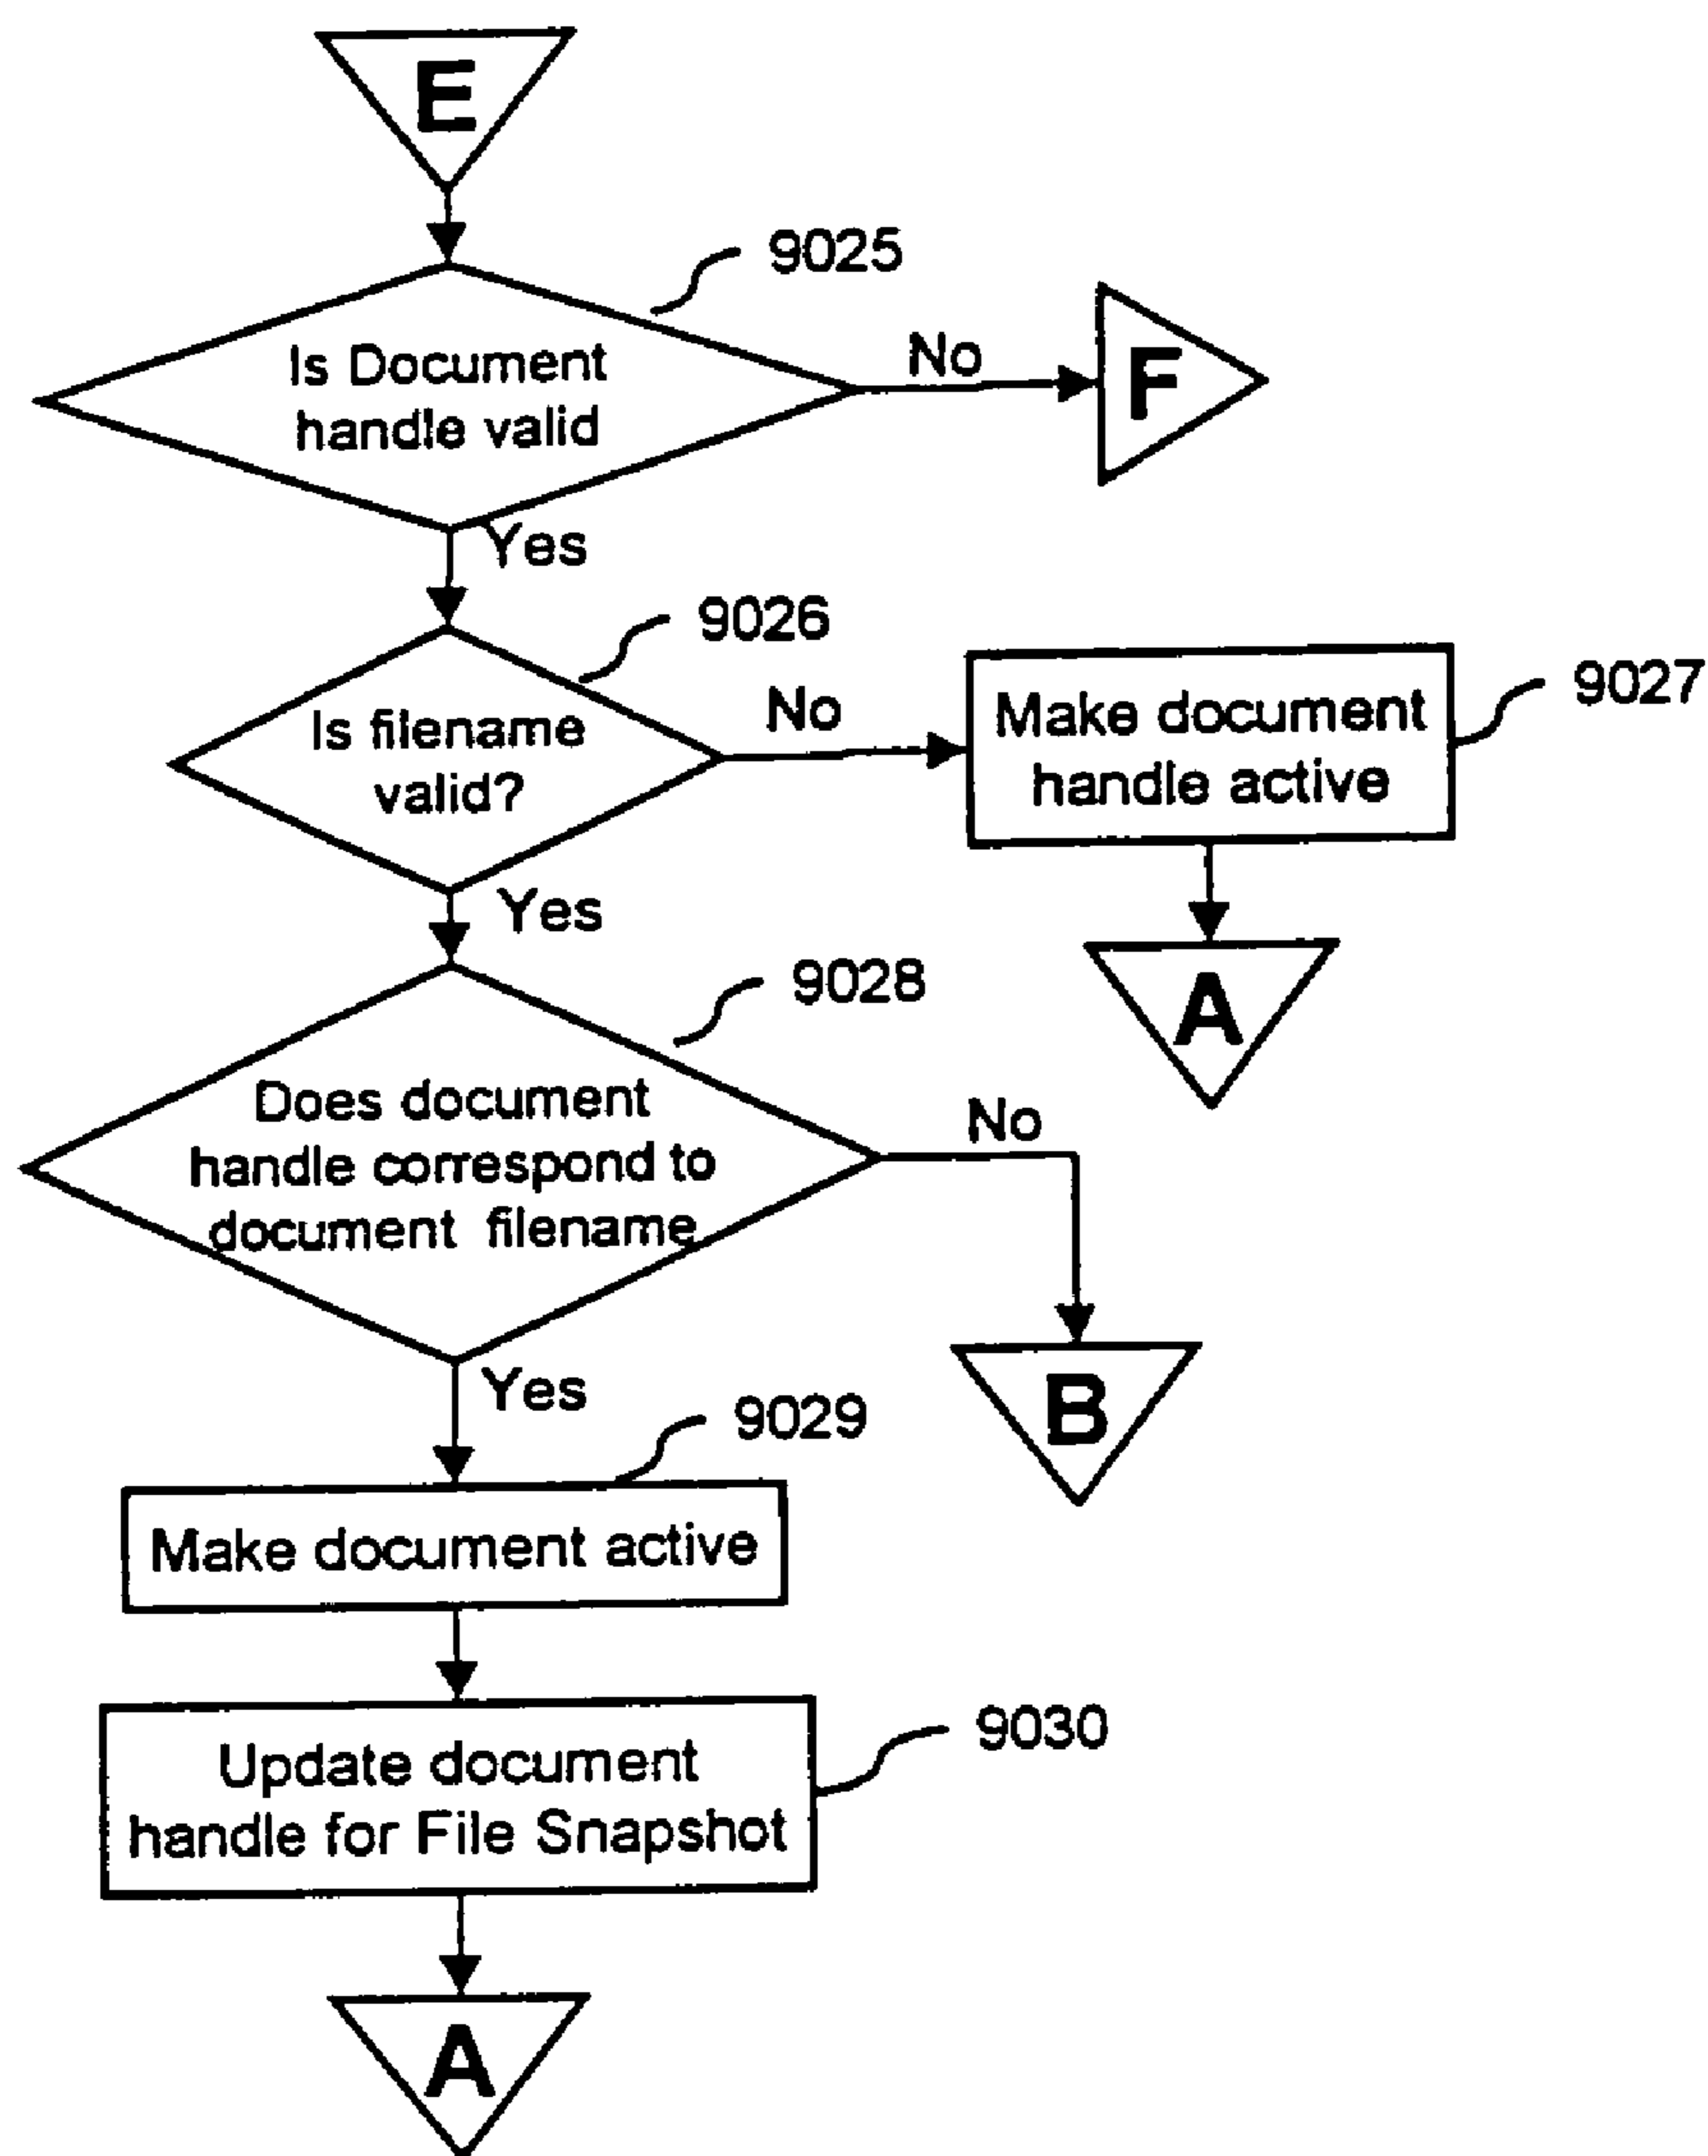 E
9025
Is Document
handle valid
No
F
Yes
9026
Is filename
valid?
No
Make document
handle active
9027
A
Yes
9028
Does document
handle correspond to
document filename
No
B
Yes
9029
Make document active
Update document
handle for File Snapshot
9030
A